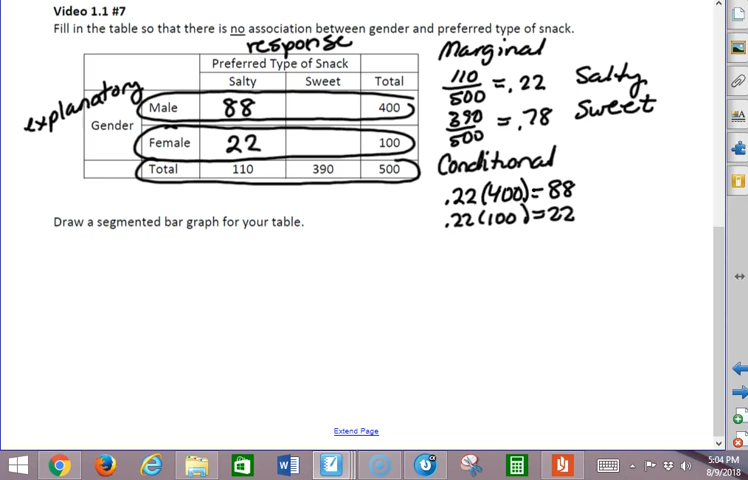 Video 1.1 #7
Fill in the table so that there is no association between gender and preferred type of snack.
response
explanatory
Preferred Type of Snack
Salty Sweet Total
Gender
Male 88 400
Female 22 100
Total 110 390 500
Marginal
110/500 = .22 Salty
390/500 = .78 Sweet
Conditional
.22(400)=88
.22(100)=22
Draw a segmented bar graph for your table.
Extend Page
5:04 PM
8/9/2018